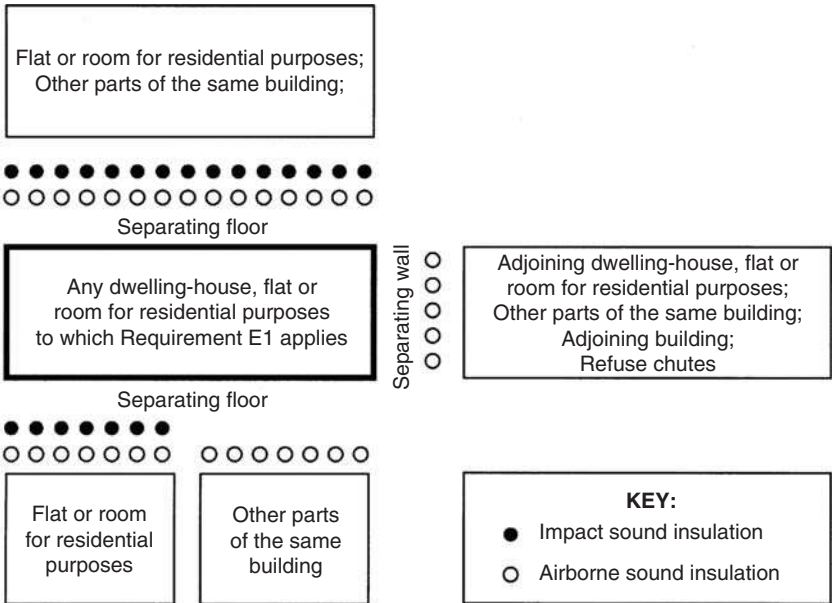 Flat or room for residential purposes;
Other parts of the same building;
Separating floor
Any dwelling-house, flat or
room for residential purposes
to which Requirement E1 applies
Separating wall
Adjoining dwelling-house, flat or
room for residential purposes;
Other parts of the same building;
Adjoining building;
Refuse chutes
Separating floor
Flat or room
for residential
purposes
Other parts
of the same
building
KEY:
Impact sound insulation
Airborne sound insulation